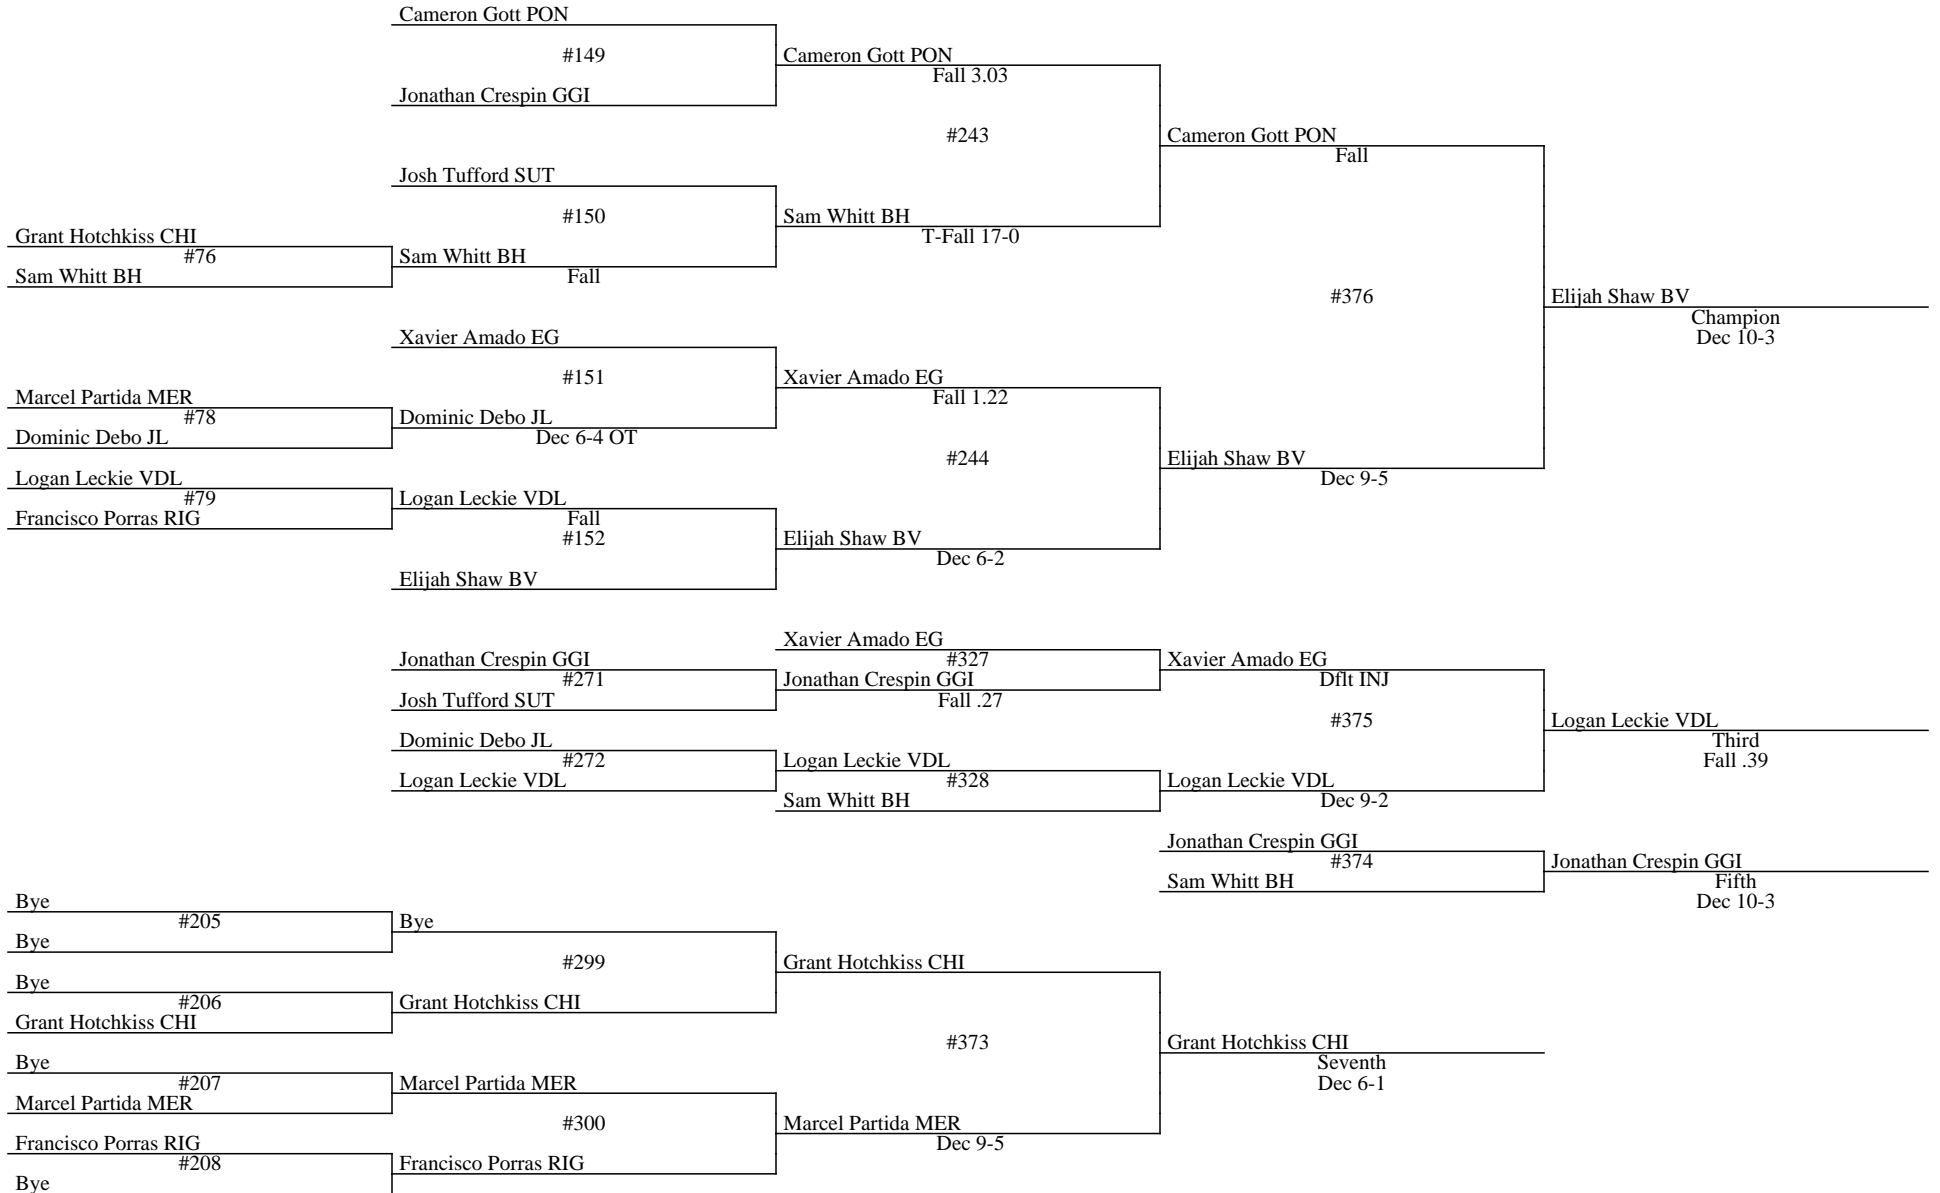 Cameron Gott PON
#149
Cameron Gott PON
Fall 3.03
Jonathan Crespin GGI
#243
Cameron Gott PON
Fall
Josh Tufford SUT
#150
Sam Whitt BH
T-Fall 17-0
Grant Hotchkiss CHI
#76
Sam Whitt BH
Sam Whitt BH
Fall
#376
Elijah Shaw BV
Champion
Dec 10-3
Xavier Amado EG
#151
Xavier Amado EG
Fall 1.22
Marcel Partida MER
#78
Dominic Debo JL
Dominic Debo JL
Dec 6-4 OT
#244
Elijah Shaw BV
Dec 9-5
Logan Leckie VDL
#79
Francisco Porras RIG
Logan Leckie VDL
Fall
#152
Elijah Shaw BV
Dec 6-2
Elijah Shaw BV
Xavier Amado EG
#327
Xavier Amado EG
Dflt INJ
Jonathan Crespin GGI
#271
Josh Tufford SUT
Jonathan Crespin GGI
Fall .27
#375
Logan Leckie VDL
Third
Fall .39
Dominic Debo JL
#272
Logan Leckie VDL
Logan Leckie VDL
#328
Sam Whitt BH
Logan Leckie VDL
Dec 9-2
Jonathan Crespin GGI
#374
Sam Whitt BH
Jonathan Crespin GGI
Fifth
Dec 10-3
Bye
#205
Bye
Bye
#299
Grant Hotchkiss CHI
Bye
#206
Grant Hotchkiss CHI
Grant Hotchkiss CHI
#373
Grant Hotchkiss CHI
Seventh
Dec 6-1
Bye
#207
Marcel Partida MER
Marcel Partida MER
#300
Marcel Partida MER
Dec 9-5
Francisco Porras RIG
#208
Bye
Francisco Porras RIG